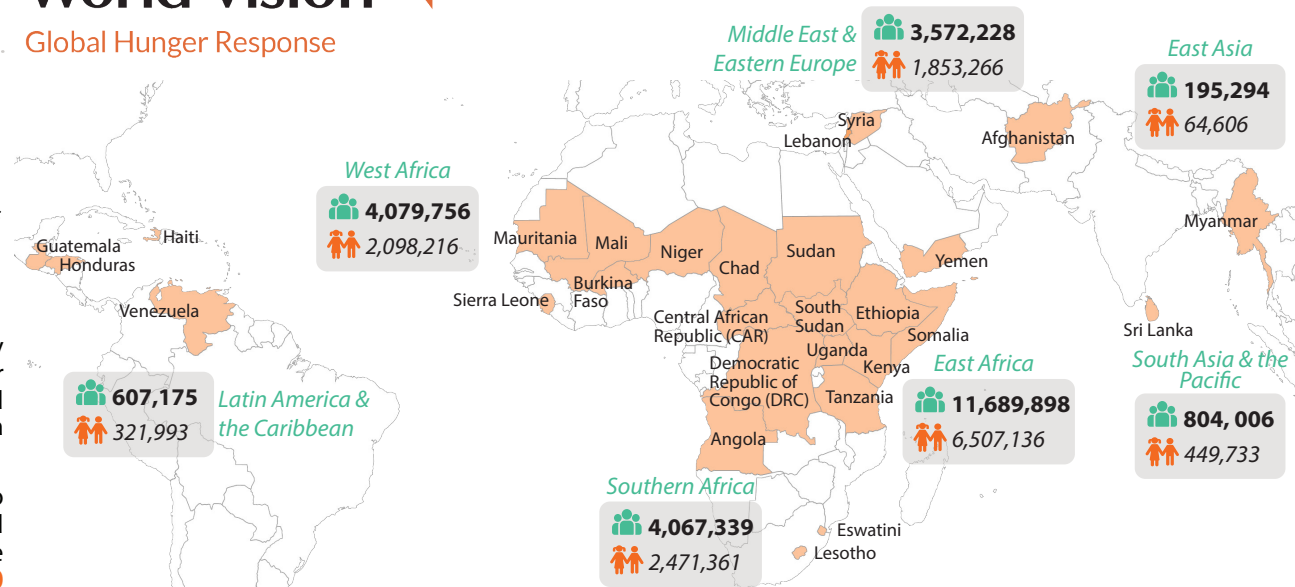 World Vision
Global Hunger Response
Middle East &
Eastern Europe
3,572,228
1,853,266
East Asia
195,294
64,606
West Africa
4,079,756
2,098,216
Syria
Lebanon
Afghanistan
Myanmar
Haiti
Guatemala
Honduras
Venezuela
Mauritania
Mali
Niger
Chad
Sudan
Yemen
Sierra Leone
Burkina
Faso
Central African
Republic (CAR)
South
Sudan
Ethiopia
Somalia
Uganda
Kenya
Democratic
Republic of
Congo (DRC)
Tanzania
Angola
Sri Lanka
East Africa
11,689,898
6,507,136
South Asia & the
Pacific
804, 006
449,733
607,175
321,993
Latin America &
the Caribbean
Southern Africa
4,067,339
2,471,361
Eswatini
Lesotho